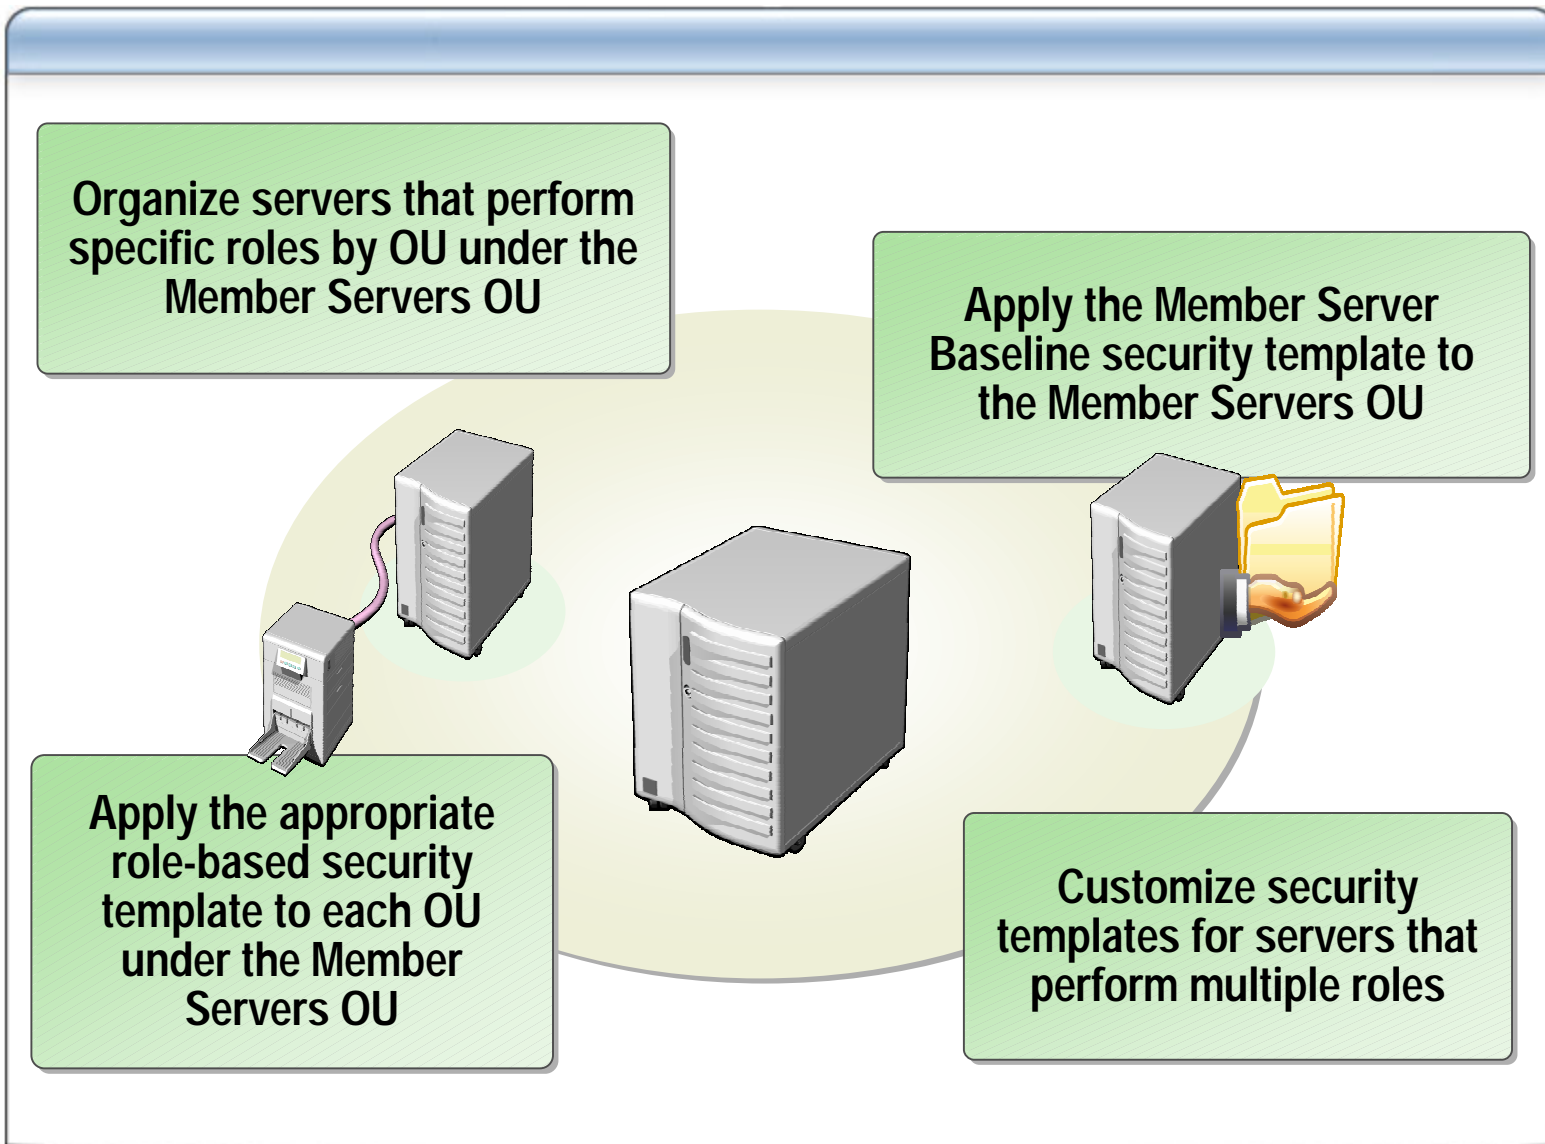 Organize servers that perform
specific roles by OU under the
Member Servers OU
Apply the Member Server
Baseline security template to
the Member Servers OU
Apply the appropriate
role-based security
template to each OU
under the Member
Servers OU
Customize security
templates for servers that
perform multiple roles